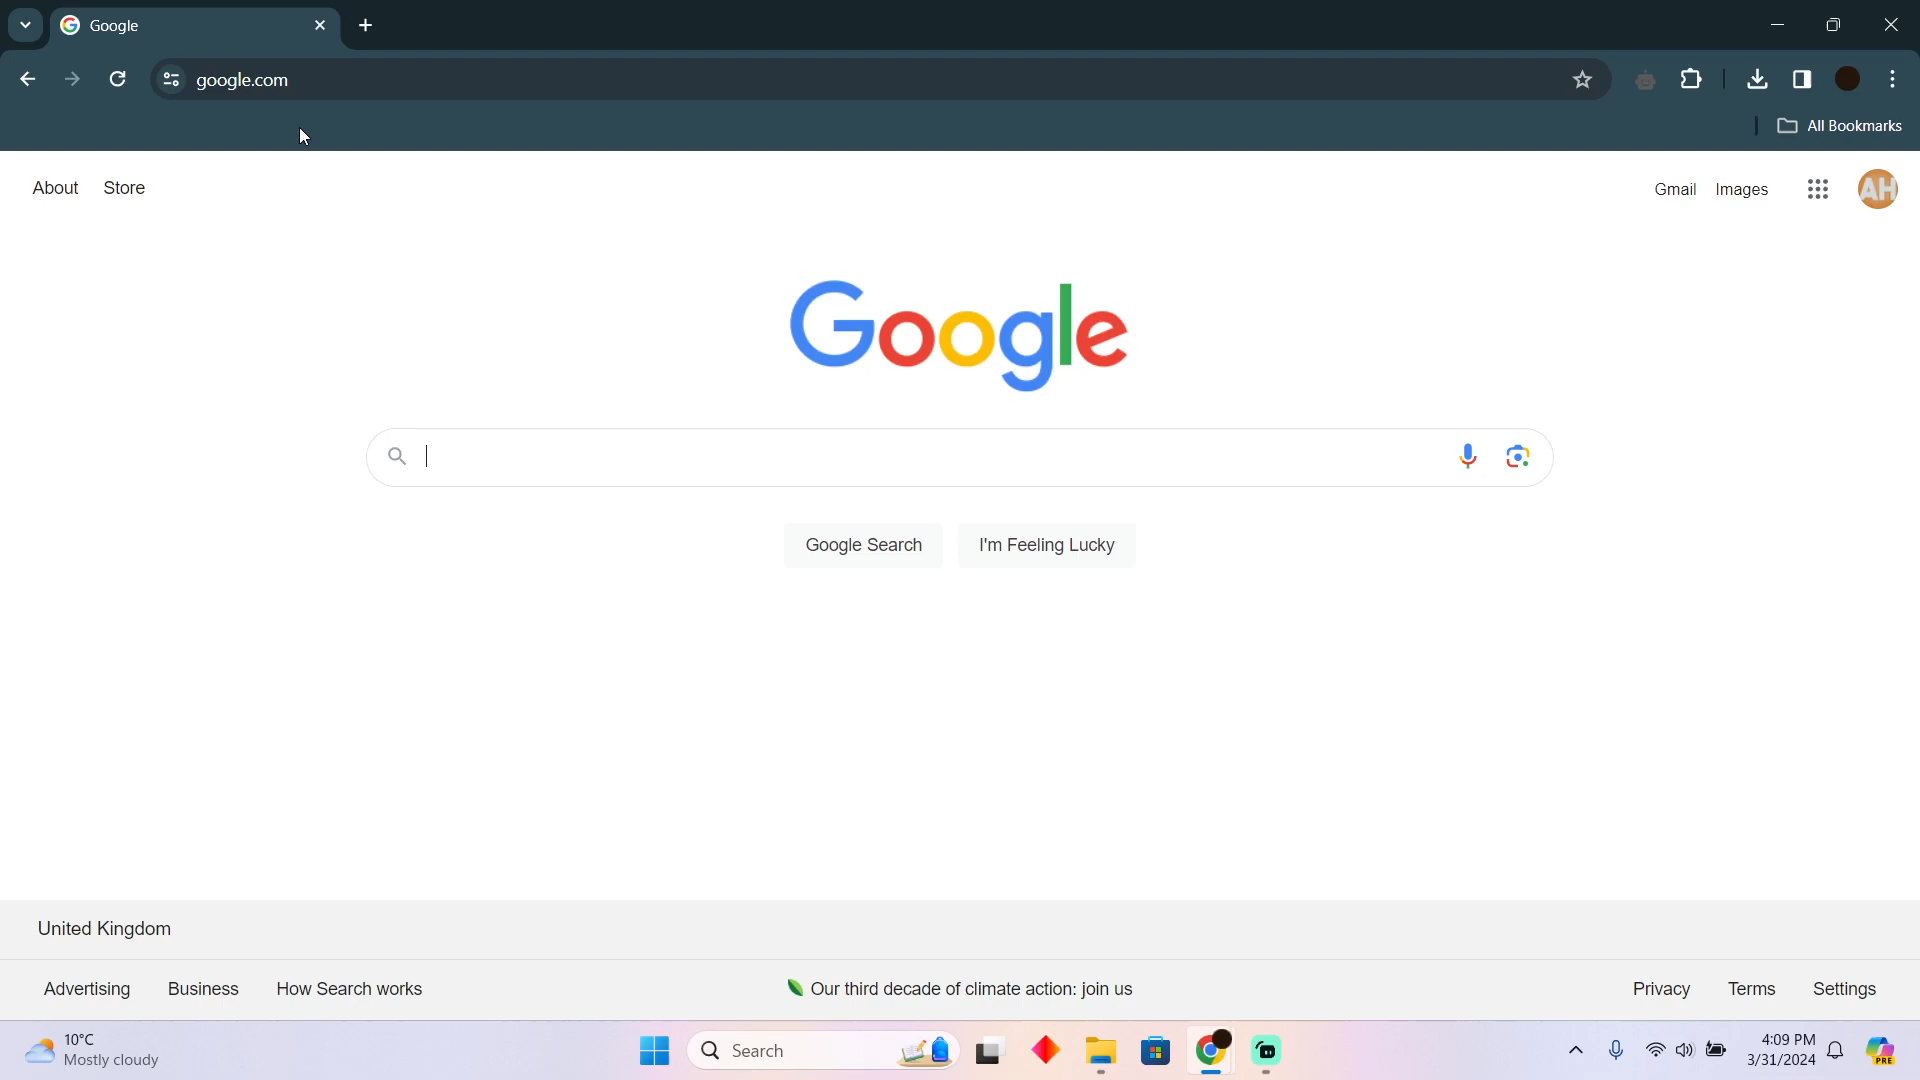 Google
google.com
All Bookmarks
About Store
Gmail Images
AH
Google
Google Search I'm Feeling Lucky
United Kingdom
Advertising Business How Search works
Our third decade of climate action: join us
Privacy Terms Settings
10°C
Mostly cloudy
Search
4:09 PM
3/31/2024
PRE